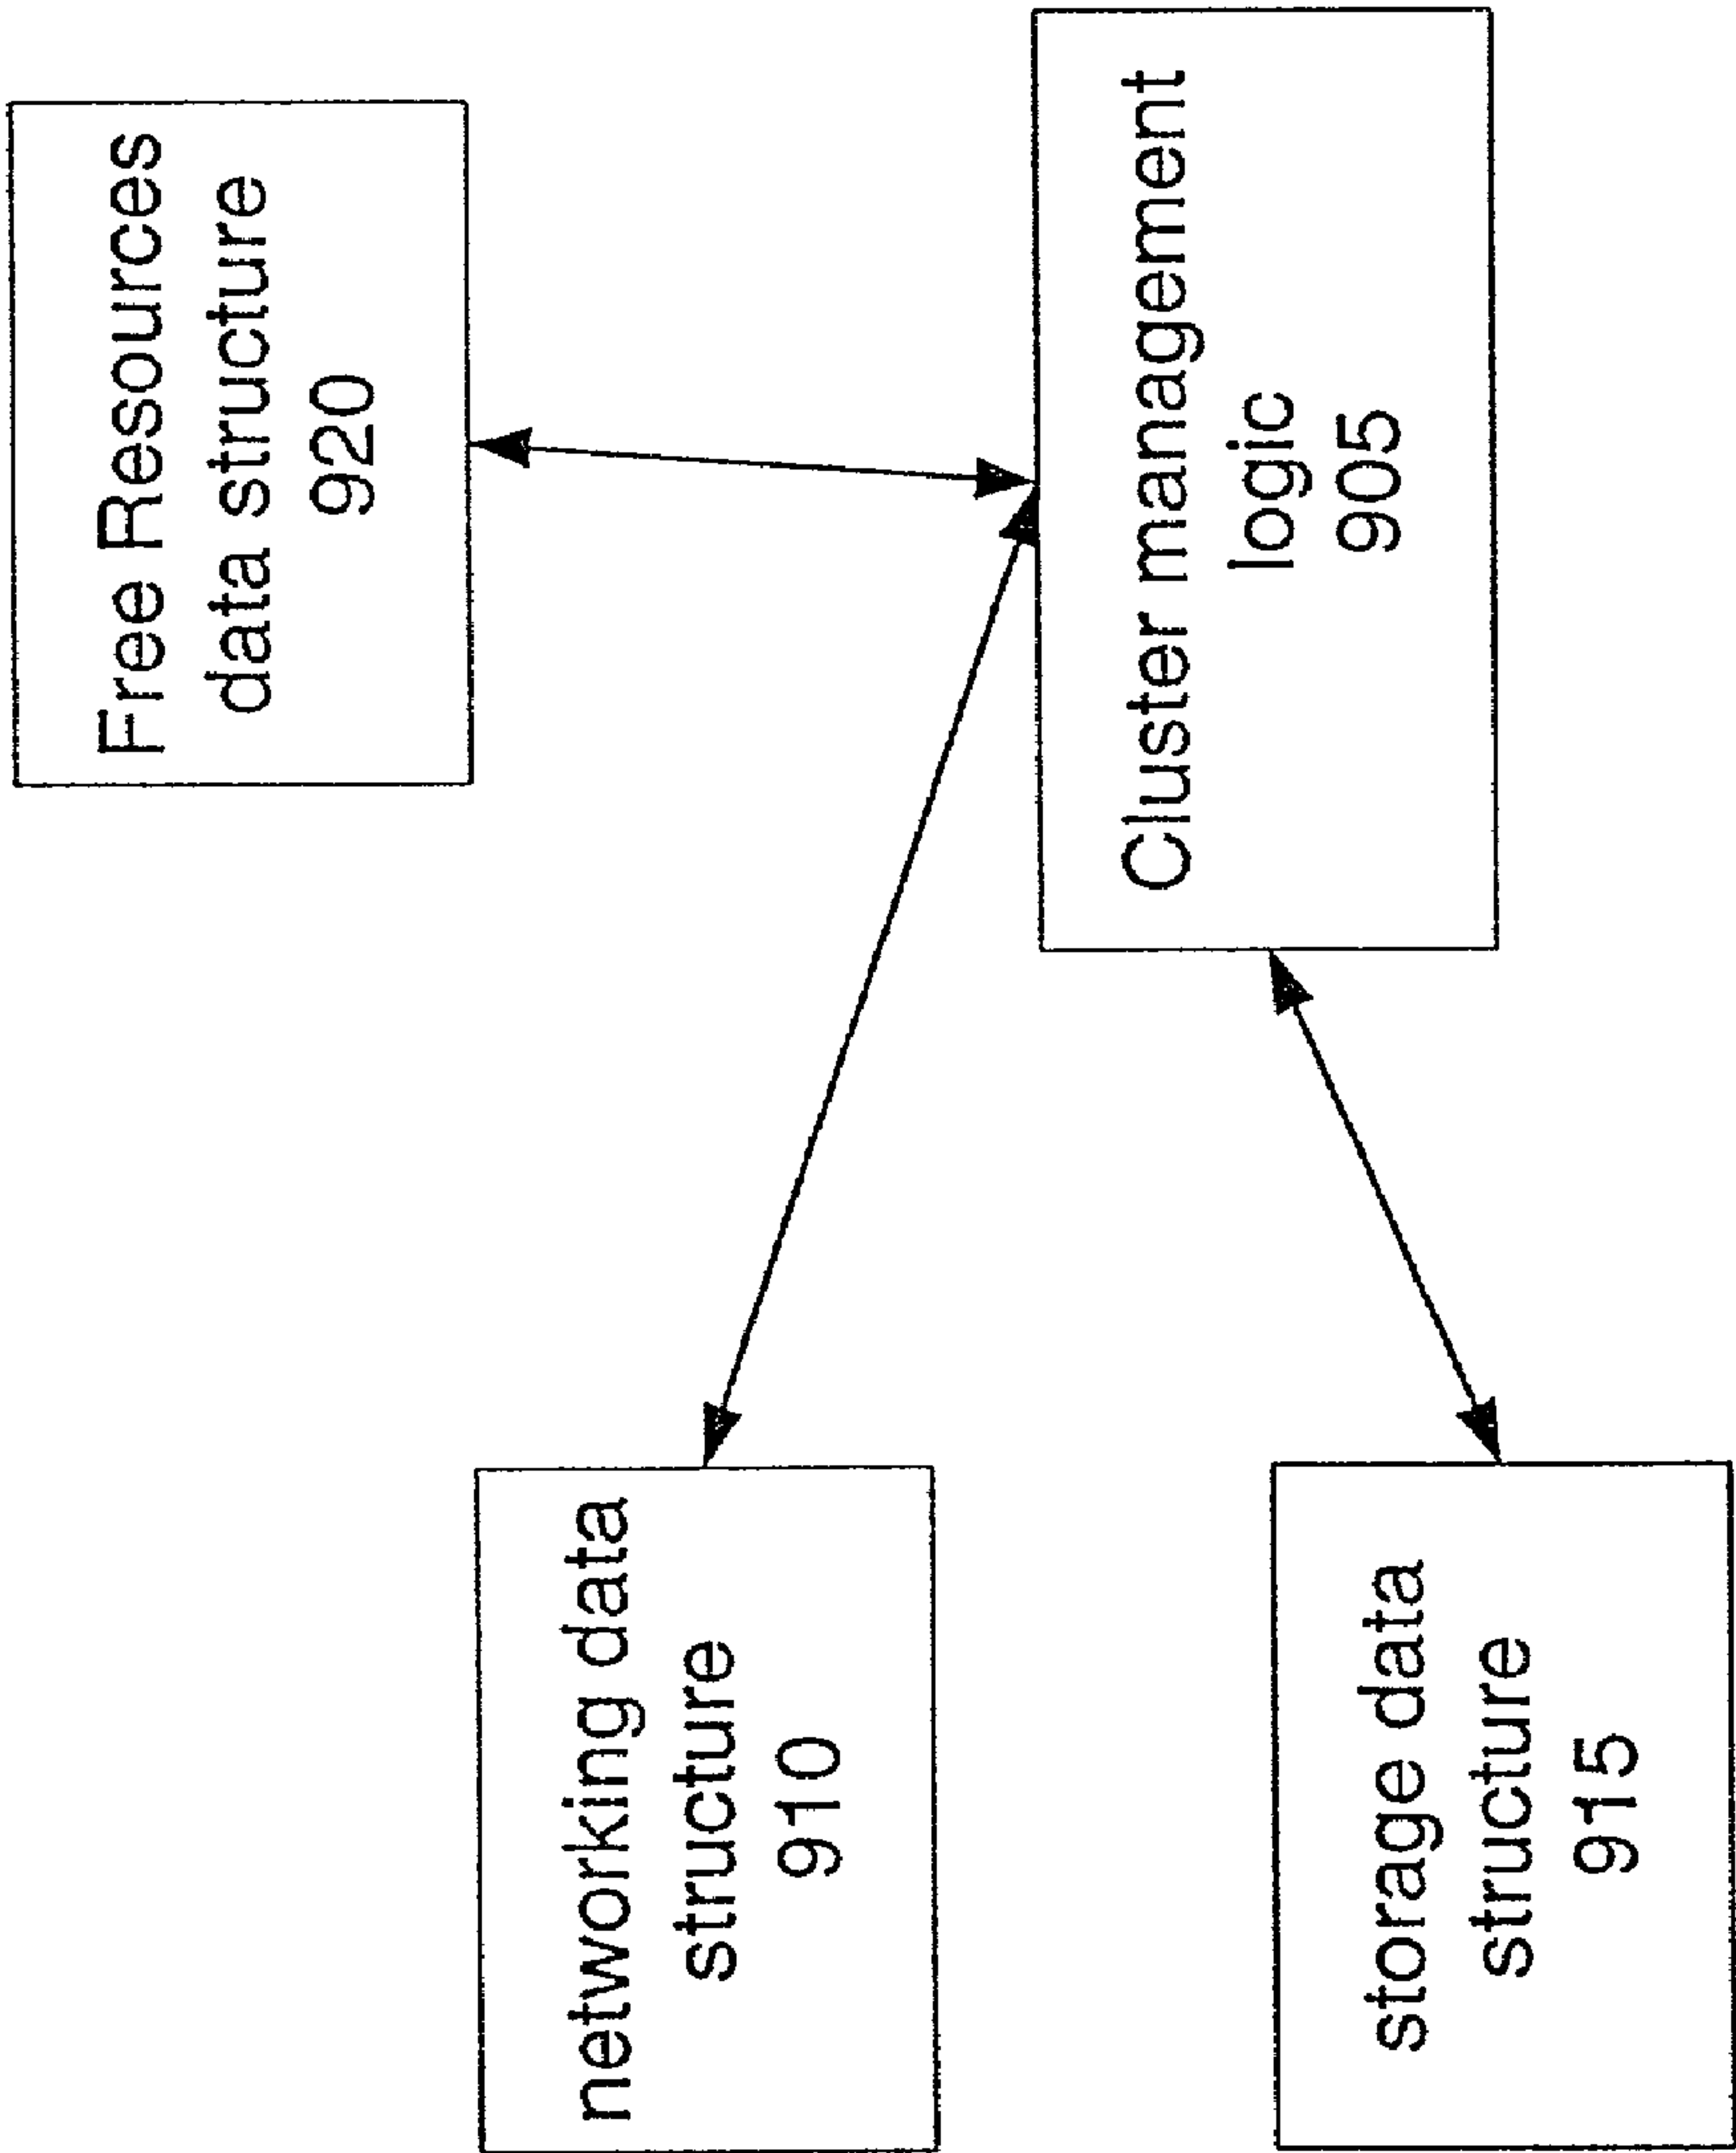 Free Resources
data structure
920
networking data
structure
910
Cluster management
logic
905
storage data
structure
915